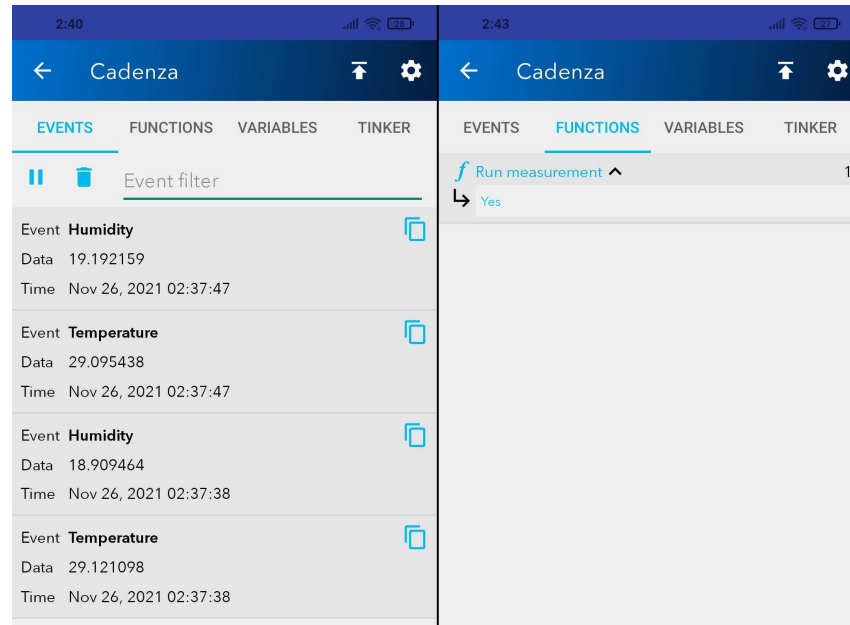 2:40
28
Cadenza
EVENTS FUNCTIONS VARIABLES TINKER
Event filter
Event Humidity
Data 19.192159
Time Nov 26, 2021 02:37:47
Event Temperature
Data 29.095438
Time Nov 26, 2021 02:37:47
Event Humidity
Data 18.909464
Time Nov 26, 2021 02:37:38
Event Temperature
Data 29.121098
Time Nov 26, 2021 02:37:38
2:43
27
Cadenza
EVENTS FUNCTIONS VARIABLES TINKER
f Run measurement 1
Yes